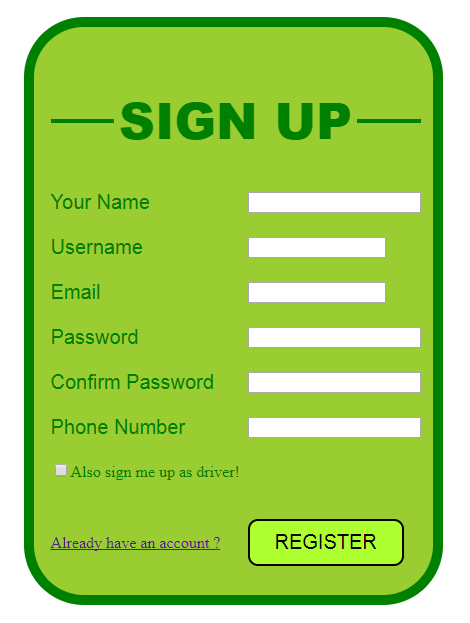 SIGN UP
Your Name
Username
Email
Password
Confirm Password
Phone Number
Also sign me up as driver!
Already have an account ?
REGISTER